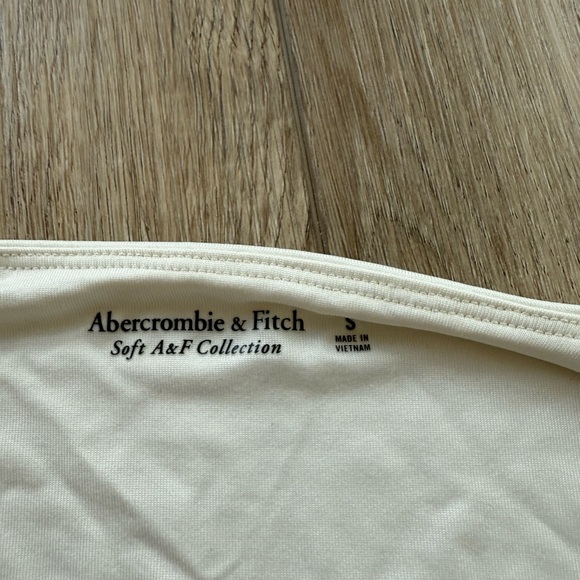 Abercrombie & Fitch
Soft A&F Collection
S
MADE IN
VIETNAM